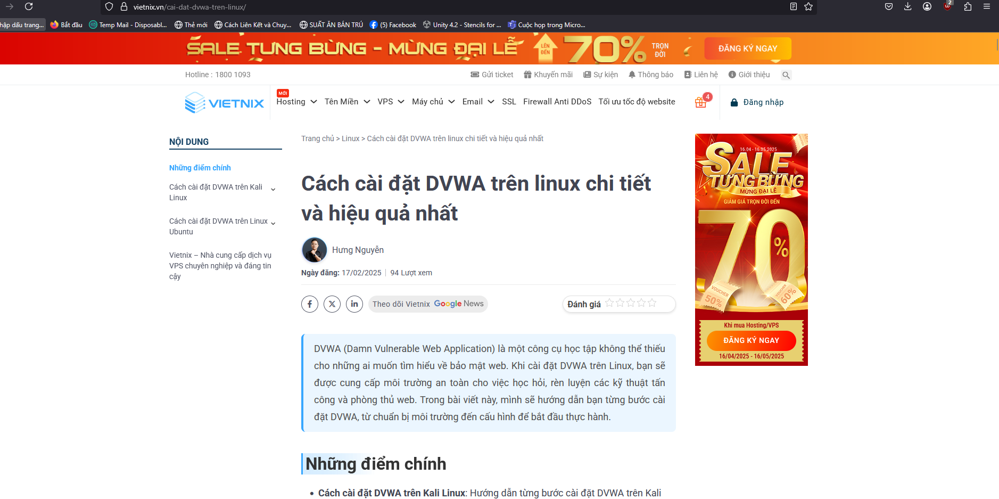 vietnix.vn/cai-dat-dvwa-tren-linux/
2
hập dấu trang...
Bắt đầu
Temp Mail - Disposabl...
Thẻ mới
Cách Liên Kết và Chuy...
SUẤT ĂN BÁN TRÚ
(5) Facebook
Unity 4.2 - Stencils for ...
Cuộc họp trong Micro...
SALE TƯNG BỪNG - MỪNG ĐẠI LỄ
LÊN ĐẾN
70%
TRỌN ĐỜI
ĐĂNG KÝ NGAY
Hotline : 1800 1093
Gửi ticket
Khuyến mãi
Sự kiện
Thông báo
Liên hệ
Giới thiệu
VIETNIX
MỚI
Hosting
Tên Miền
VPS
Máy chủ
Email
SSL
Firewall Anti DDoS
Tối ưu tốc độ website
4
Đăng nhập
NỘI DUNG
Những điểm chính
Cách cài đặt DVWA trên Kali
Linux
Cách cài đặt DVWA trên Linux
Ubuntu
Vietnix – Nhà cung cấp dịch vụ
VPS chuyên nghiệp và đáng tin
cậy
Trang chủ > Linux > Cách cài đặt DVWA trên linux chi tiết và hiệu quả nhất
Cách cài đặt DVWA trên linux chi tiết
và hiệu quả nhất
Hưng Nguyễn
Ngày đăng: 17/02/2025 | 94 Lượt xem
Theo dõi Vietnix Google News
Đánh giá
DVWA (Damn Vulnerable Web Application) là một công cụ học tập không thể thiếu
cho những ai muốn tìm hiểu về bảo mật web. Khi cài đặt DVWA trên Linux, bạn sẽ
được cung cấp môi trường an toàn cho việc học hỏi, rèn luyện các kỹ thuật tấn
công và phòng thủ web. Trong bài viết này, mình sẽ hướng dẫn bạn từng bước cài
đặt DVWA, từ chuẩn bị môi trường đến cấu hình để bắt đầu thực hành.
Những điểm chính
• Cách cài đặt DVWA trên Kali Linux: Hướng dẫn từng bước cài đặt DVWA trên Kali
16.04 - 16.05.2025
SALE
TƯNG BỪNG
MỪNG ĐẠI LỄ
GIẢM GIÁ TRỌN ĐỜI ĐẾN
70%
VOUCHER
50%
VOUCHER
60%
Khi mua Hosting/VPS
ĐĂNG KÝ NGAY
16/04/2025 - 16/05/2025